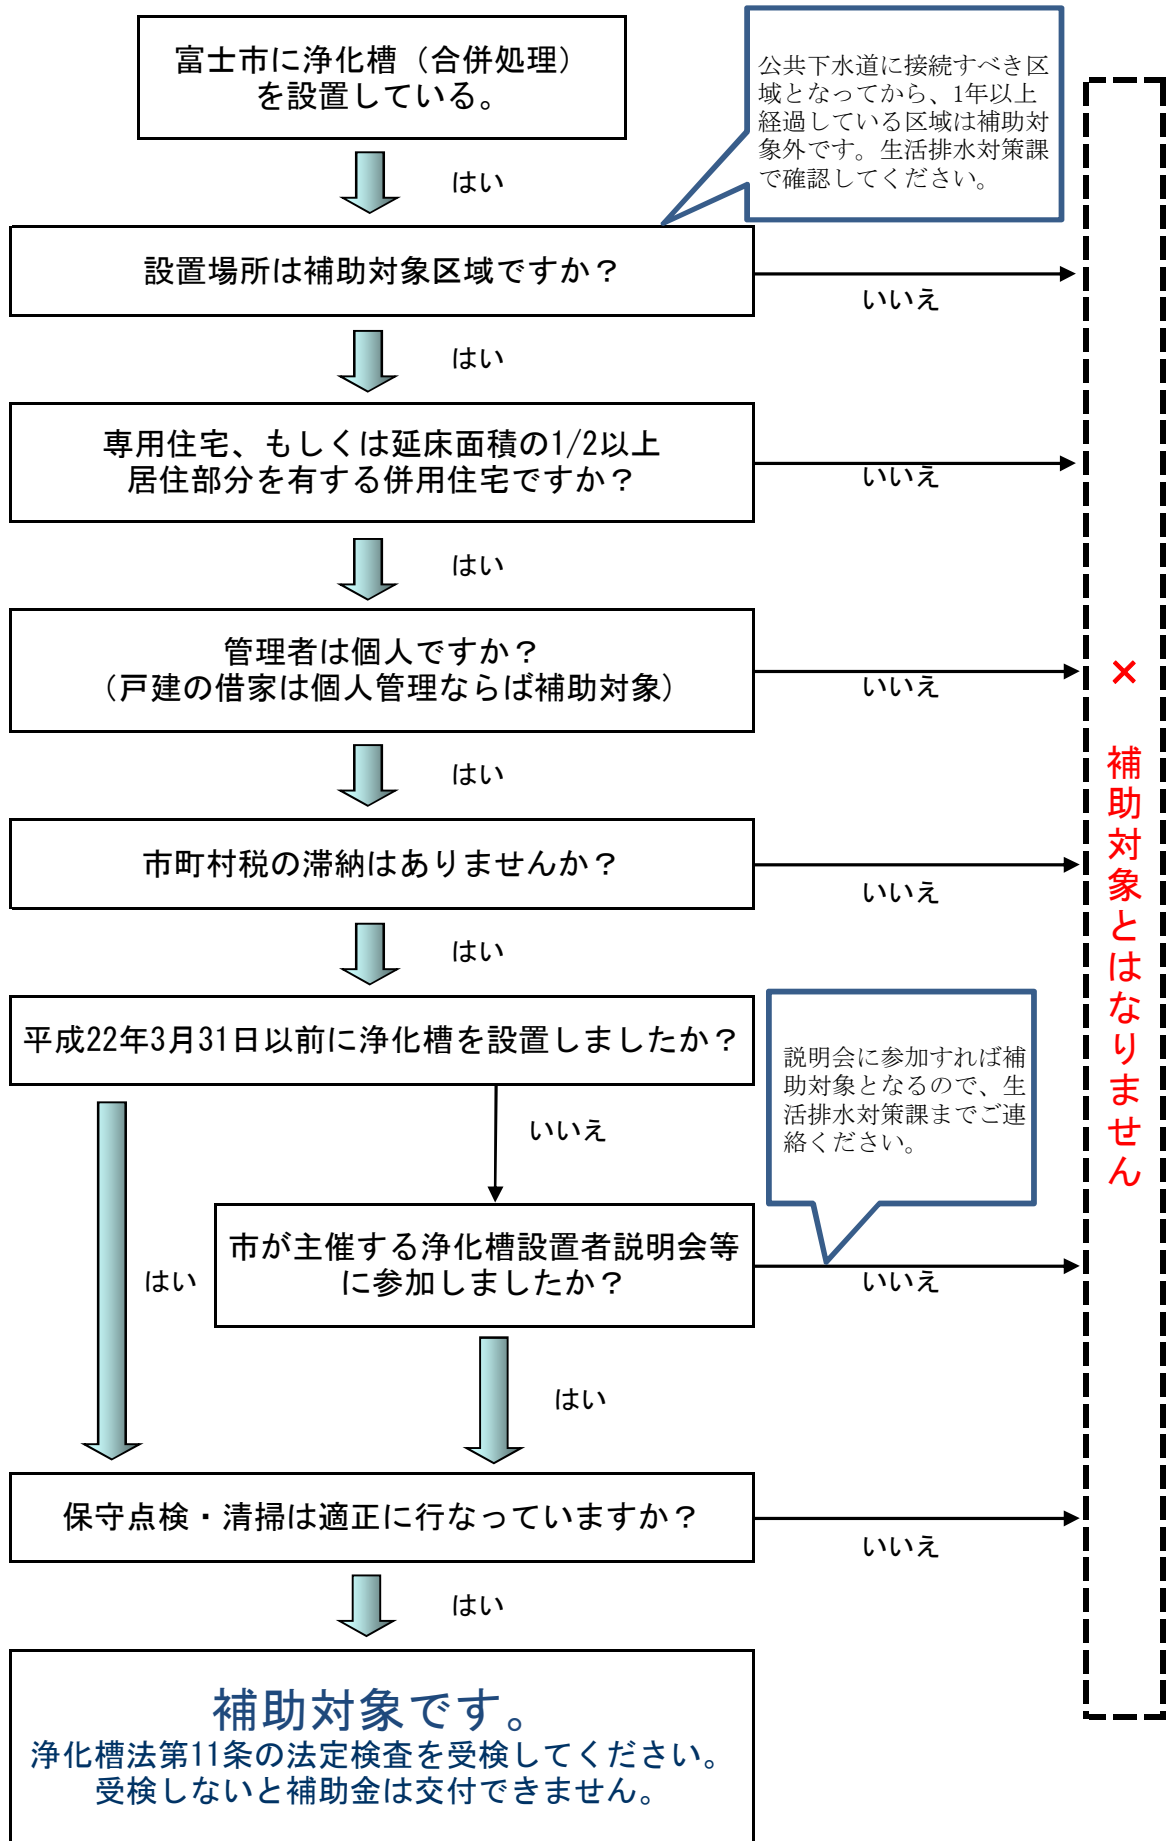 富士市に浄化槽（合併処理）
を設置している。
公共下水道に接続すべき区
域となってから、1年以上
経過している区域は補助対
象外です。生活排水対策課
で確認してください。
はい
設置場所は補助対象区域ですか？
いいえ
はい
専用住宅、もしくは延床面積の1/2以上
居住部分を有する併用住宅ですか？
いいえ
はい
管理者は個人ですか？
（戸建の借家は個人管理ならば補助対象）
いいえ
はい
市町村税の滞納はありませんか？
いいえ
はい
平成22年3月31日以前に浄化槽を設置しましたか？
いいえ
説明会に参加すれば補
助対象となるので、生
活排水対策課までご連
絡ください。
市が主催する浄化槽設置者説明会等
に参加しましたか？
いいえ
はい
はい
保守点検・清掃は適正に行なっていますか？
いいえ
はい
補助対象です。
浄化槽法第11条の法定検査を受検してください。
受検しないと補助金は交付できません。
× 補助対象とはなりません